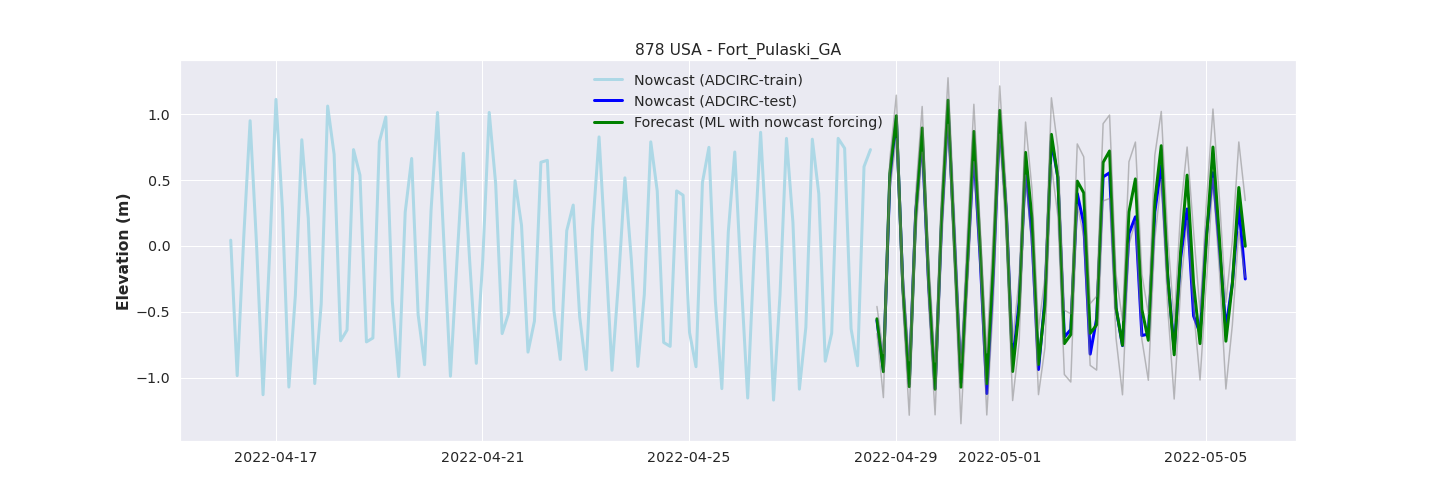 878 USA - Fort_Pulaski_GA
Nowcast (ADCIRC-train)
Nowcast (ADCIRC-test)
Forecast (ML with nowcast forcing)
Elevation (m)
1.0
0.5
0.0
−0.5
−1.0
2022-04-17 2022-04-21 2022-04-25 2022-04-29 2022-05-01 2022-05-05